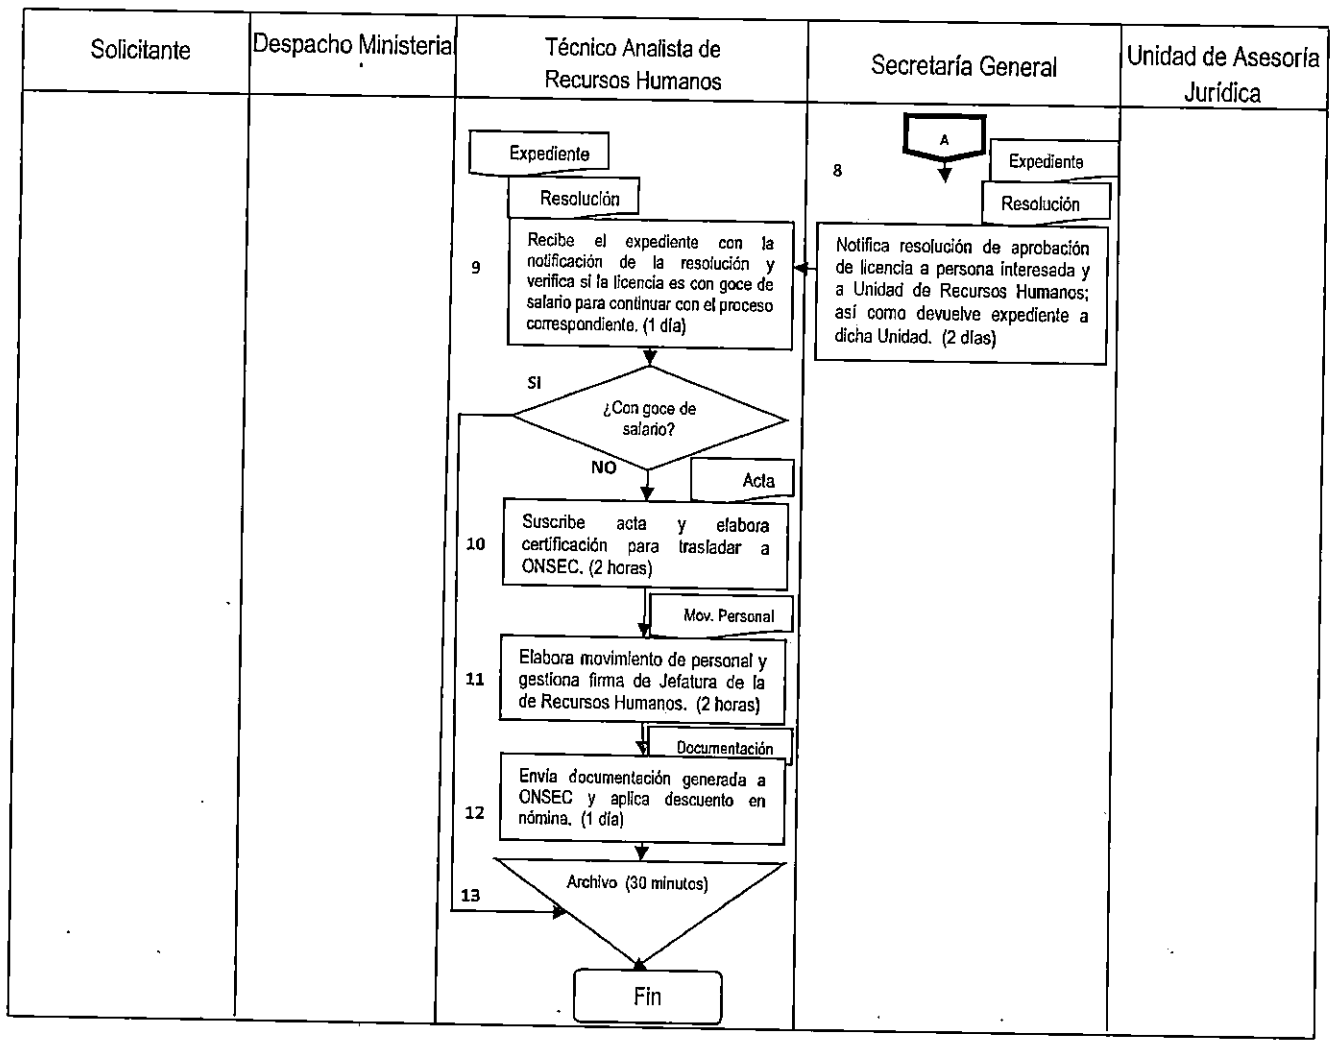 Solicitante
Despacho Ministerial
Técnico Analista de
Recursos Humanos
Secretaría General
Unidad de Asesoría
Jurídica
A
8
Expediente
Resolución
Notifica resolución de aprobación
de licencia a persona interesada y
a Unidad de Recursos Humanos;
así como devuelve expediente a
dicha Unidad. (2 días)
Expediente
Resolución
9
Recibe el expediente con la
notificación de la resolución y
verifica si la licencia es con goce de
salario para continuar con el proceso
correspondiente. (1 día)
SI
¿Con goce de
salario?
NO
Acta
10
Suscribe acta y elabora
certificación para trasladar a
ONSEC. (2 horas)
Mov. Personal
11
Elabora movimiento de personal y
gestiona firma de Jefatura de la
de Recursos Humanos. (2 horas)
Documentación
12
Envía documentación generada a
ONSEC y aplica descuento en
nómina. (1 día)
13
Archivo (30 minutos)
Fin